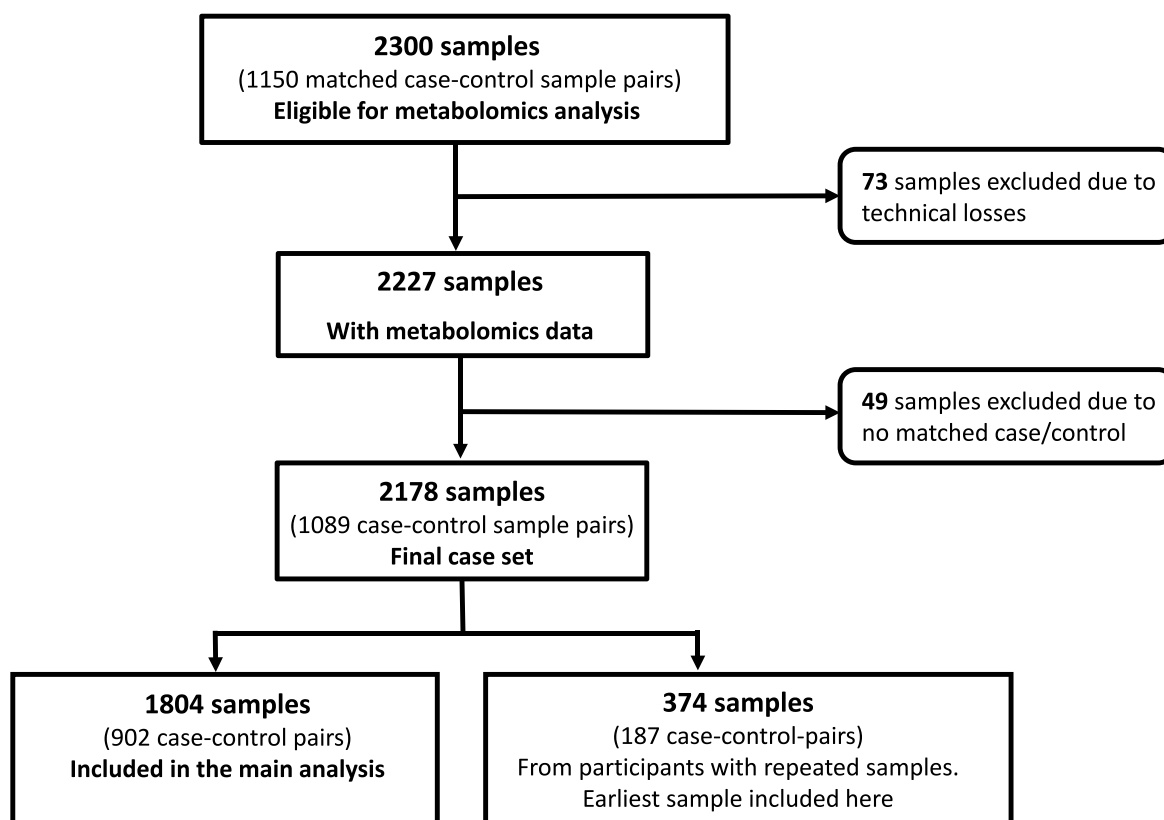 2300 samples
(1150 matched case-control sample pairs)
Eligible for metabolomics analysis
73 samples excluded due to
technical losses
2227 samples
With metabolomics data
49 samples excluded due to
no matched case/control
2178 samples
(1089 case-control sample pairs)
Final case set
1804 samples
(902 case-control pairs)
Included in the main analysis
374 samples
(187 case-control-pairs)
From participants with repeated samples.
Earliest sample included here